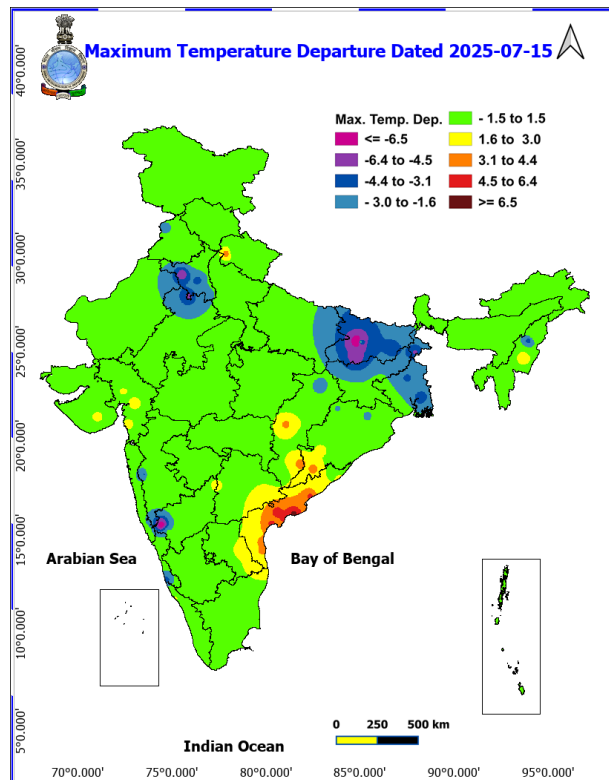 Maximum Temperature Departure Dated 2025-07-15
Max. Temp. Dep.
<= -6.5
-6.4 to -4.5
-4.4 to -3.1
- 3.0 to -1.6
- 1.5 to 1.5
1.6 to 3.0
3.1 to 4.4
4.5 to 6.4
>= 6.5
40°0.000'
35°0.000'
30°0.000'
25°0.000'
20°0.000'
15°0.000'
10°0.000'
5°0.000'
Arabian Sea
Bay of Bengal
Indian Ocean
0 250 500 km
70°0.000' 75°0.000' 80°0.000' 85°0.000' 90°0.000' 95°0.000'